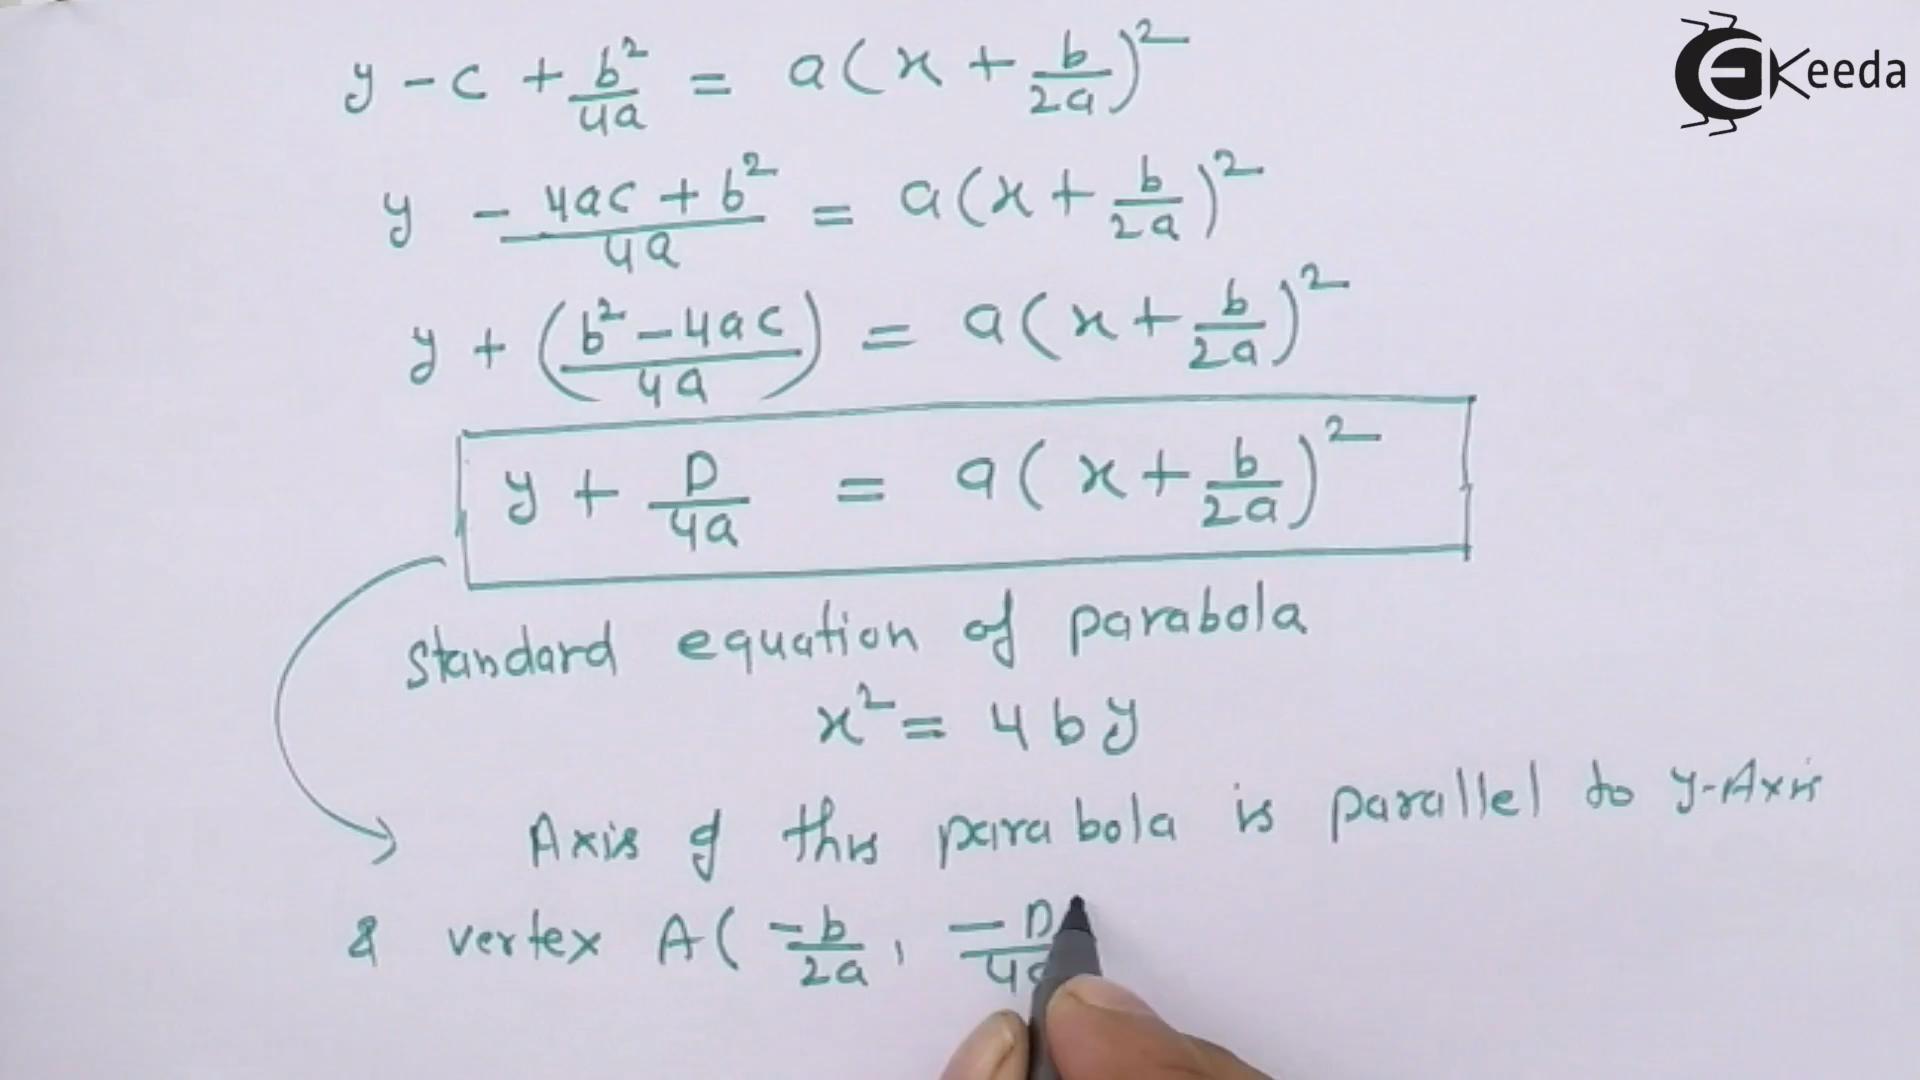 y - c + b²/4a = a(x + b/2a)²
Keeda
y - 4ac + b²/4a = a(x + b/2a)²
y + (b² - 4ac/4a) = a(x + b/2a)²
y + D/4a = a(x + b/2a)²
standard equation of parabola
x² = 4by
Axis of this parabola is parallel to y-Axis
& vertex A( -b/2a , -D/4a